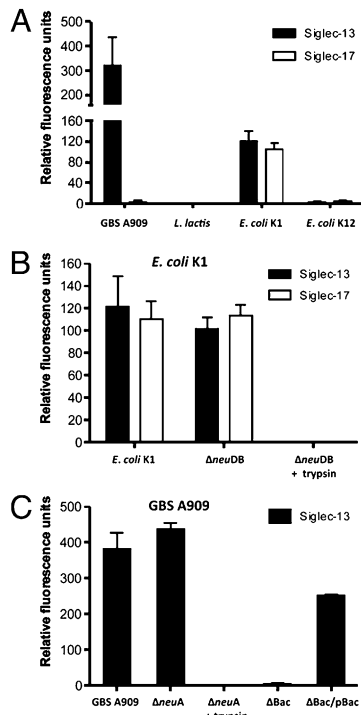 A
Relative fluorescence units
500
400
300
200
160
120
80
40
0
Siglec-13
Siglec-17
GBS A909
L. lactis
E. coli K1
E. coli K12
B
E. coli K1
Relative fluorescence units
160
140
120
100
80
60
40
20
0
Siglec-13
Siglec-17
E. coli K1
ΔneuDB
ΔneuDB
+ trypsin
C
GBS A909
Relative fluorescence units
500
400
300
200
100
0
Siglec-13
GBS A909
ΔneuA
ΔneuA
+ trypsin
ΔBac
ΔBac/pBac